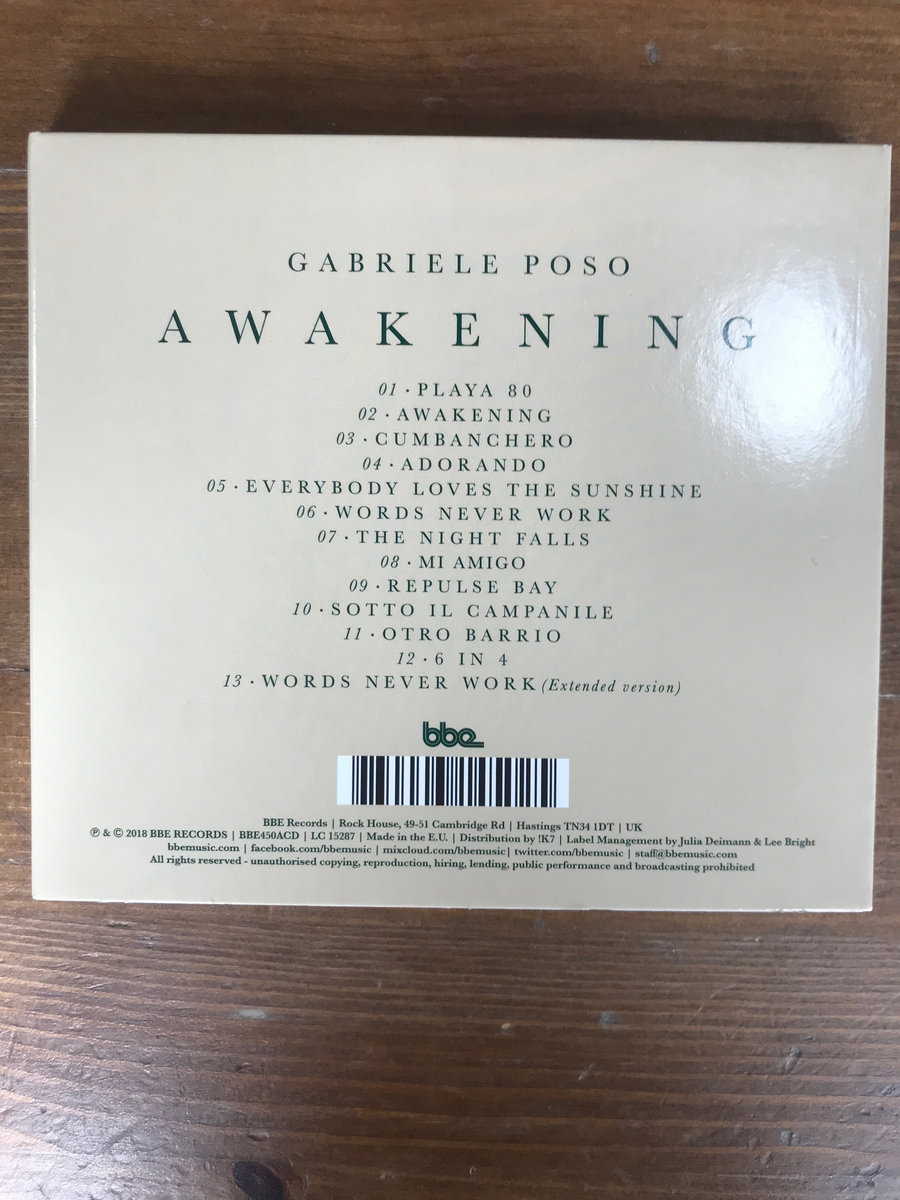 GABRIELE POSO
AWAKENING
01 · PLAYA 80
02 · AWAKENING
03 · CUMBANCHERO
04 · ADORANDO
05 · EVERYBODY LOVES THE SUNSHINE
06 · WORDS NEVER WORK
07 · THE NIGHT FALLS
08 · MI AMIGO
09 · REPULSE BAY
10 · SOTTO IL CAMPANILE
11 · OTRO BARRIO
12 · 6 IN 4
13 · WORDS NEVER WORK (Extended version)
bbe
BBE Records | Rock House, 49-51 Cambridge Rd | Hastings TN34 1DT | UK
℗ & © 2018 BBE RECORDS | BBE450ACD | LC 15287 | Made in the E.U. | Distribution by !K7 | Label Management by Julia Deimann & Lee Bright
bbemusic.com | facebook.com/bbemusic | mixcloud.com/bbemusic | twitter.com/bbemusic | staff@bbemusic.com
All rights reserved - unauthorised copying, reproduction, hiring, lending, public performance and broadcasting prohibited